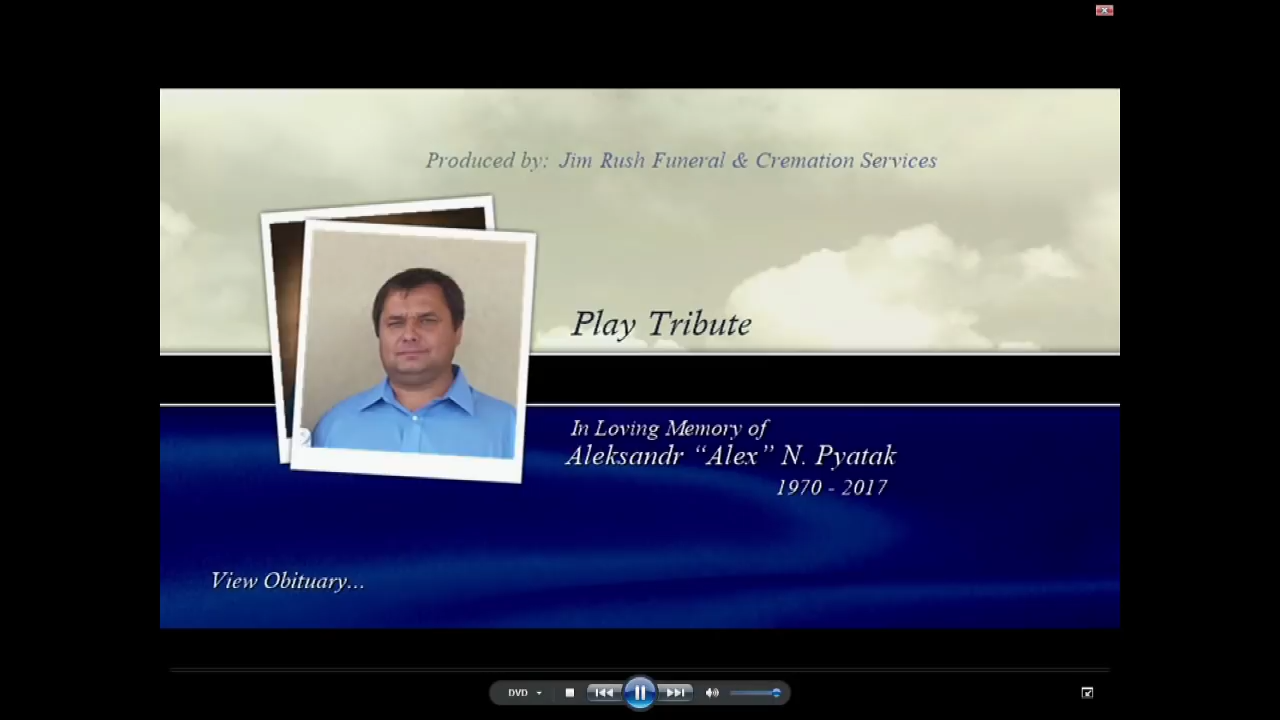 Produced by: Jim Rush Funeral & Cremation Services
Play Tribute
In Loving Memory of
Aleksandr “Alex” N. Pyatak
1970 - 2017
View Obituary...
DVD